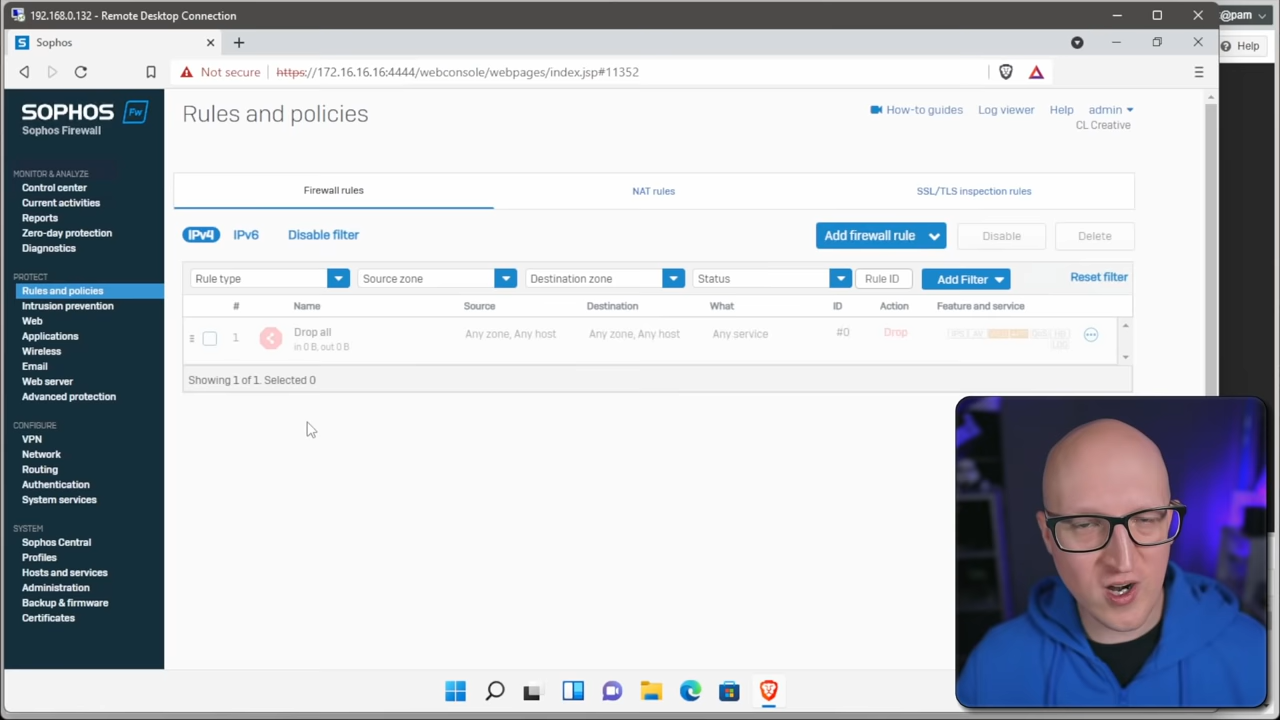 192.168.0.132 - Remote Desktop Connection
@pam
Sophos
Help
Not secure
https://172.16.16.16:4444/webconsole/webpages/index.jsp#11352
SOPHOS Fw
Sophos Firewall
MONITOR & ANALYZE
Control center
Current activities
Reports
Zero-day protection
Diagnostics
PROTECT
Rules and policies
Intrusion prevention
Web
Applications
Wireless
Email
Web server
Advanced protection
CONFIGURE
VPN
Network
Routing
Authentication
System services
SYSTEM
Sophos Central
Profiles
Hosts and services
Administration
Backup & firmware
Certificates
Rules and policies
How-to guides Log viewer Help admin
CL Creative
Firewall rules NAT rules SSL/TLS inspection rules
IPv4 IPv6 Disable filter Add firewall rule Disable Delete
Rule type Source zone Destination zone Status Rule ID Add Filter Reset filter
# Name Source Destination What ID Action Feature and service
1 Drop all Any zone, Any host Any zone, Any host Any service #0 Drop
in 0 B, out 0 B
Showing 1 of 1. Selected 0